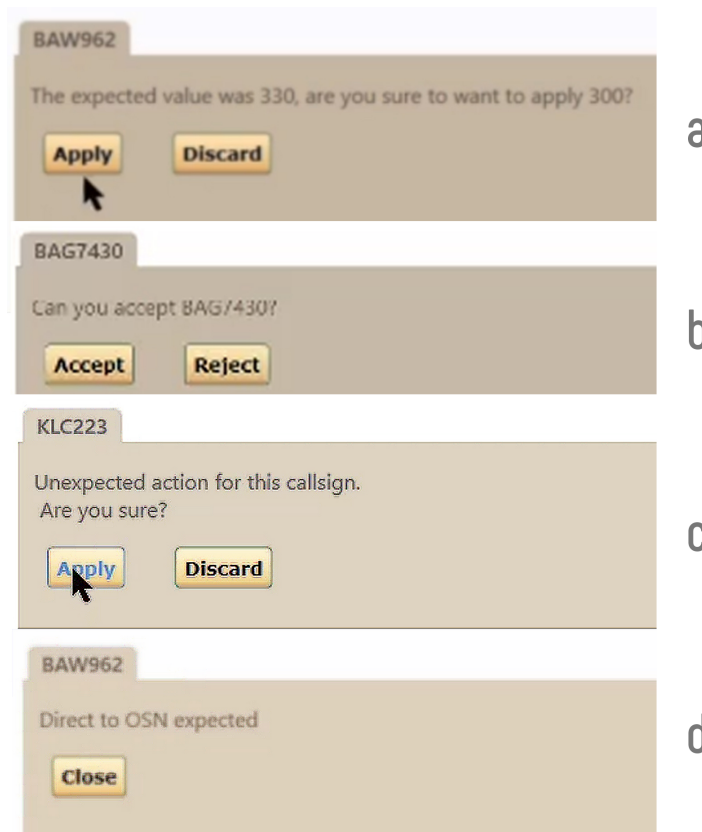 BAW962
The expected value was 330, are you sure to want to apply 300?
a
Apply Discard
BAG7430
Can you accept BAG7430?
b
Accept Reject
KLC223
Unexpected action for this callsign.
Are you sure?
c
Apply Discard
BAW962
Direct to OSN expected
d
Close